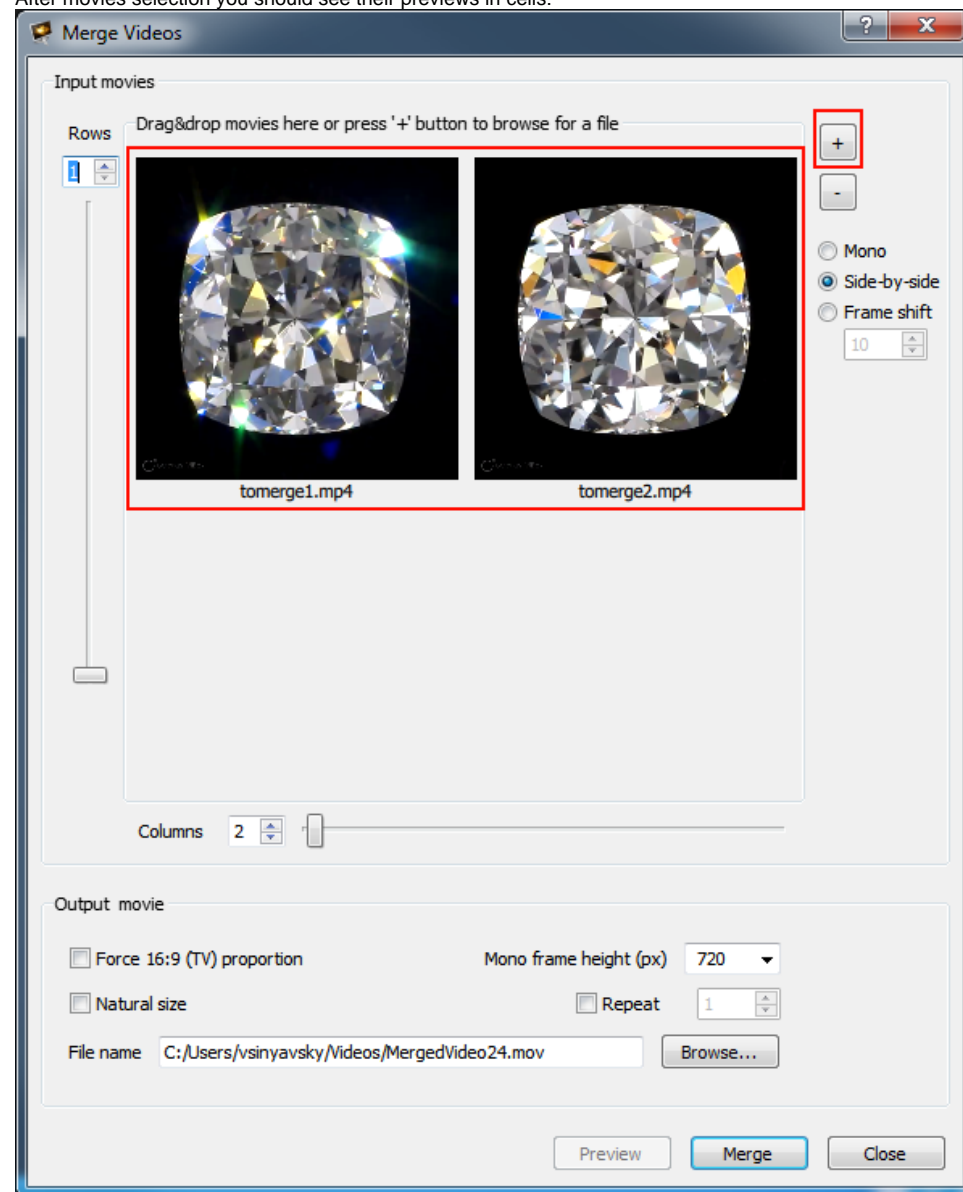 After movies selection you should see their previews in cells.
Merge Videos
? X
Input movies
Rows
Drag&drop movies here or press '+' button to browse for a file
+
1
-
Mono
Side-by-side
Frame shift
10
tomerge1.mp4 tomerge2.mp4
Columns 2
Output movie
Force 16:9 (TV) proportion Mono frame height (px) 720
Natural size Repeat 1
File name C:/Users/vsinyavsky/Videos/MergedVideo24.mov Browse...
Preview Merge Close